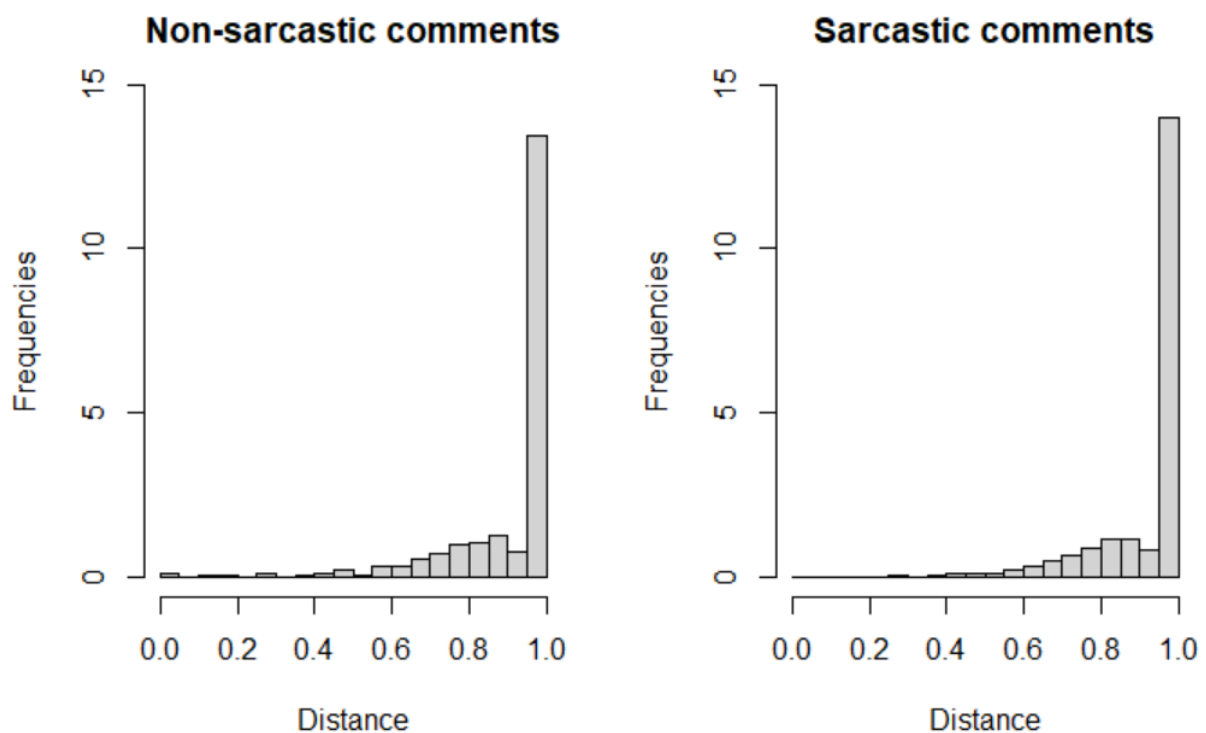 Non-sarcastic comments
Frequencies
15
10
5
0
0.0 0.2 0.4 0.6 0.8 1.0
Distance
Sarcastic comments
Frequencies
15
10
5
0
0.0 0.2 0.4 0.6 0.8 1.0
Distance